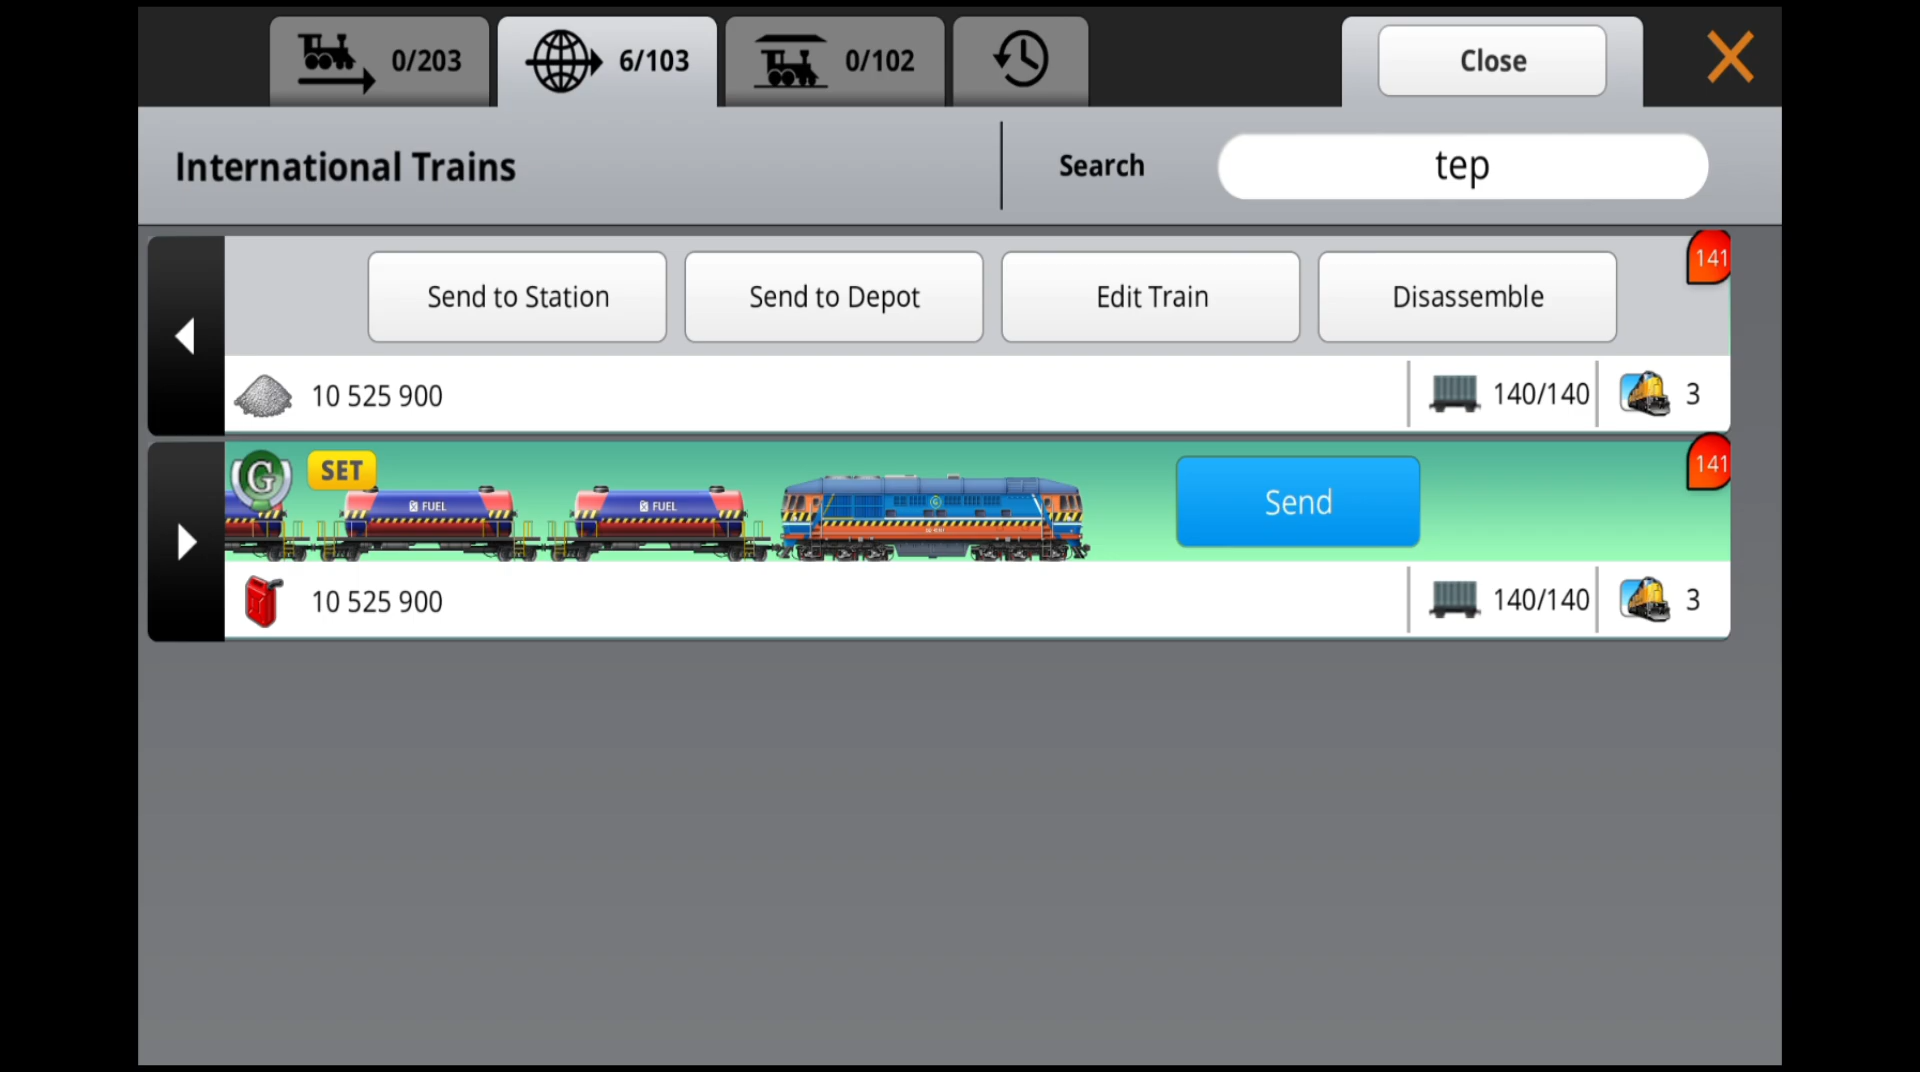 0/203
6/103
0/102
Close
International Trains
Search
tep
Send to Station
Send to Depot
Edit Train
Disassemble
141
10 525 900
140/140
3
G
SET
FUEL
FUEL
Send
141
10 525 900
140/140
3